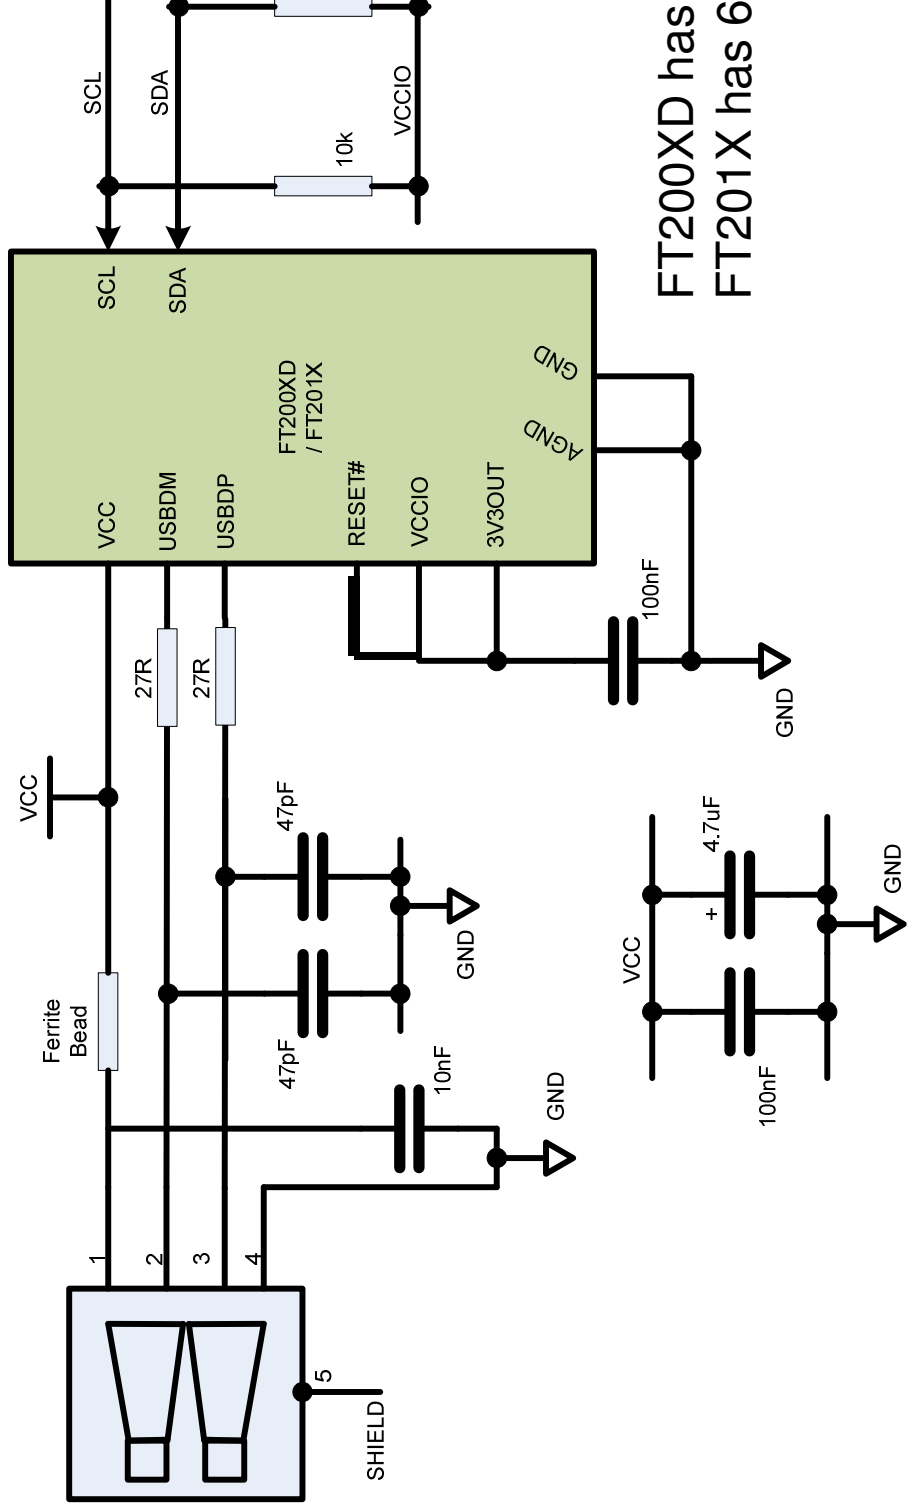 FT200XD has
FT201X has 6
SCL
SDA
VCCIO
10k
SCL
SDA
FT200XD
/ FT201X
GND
AGND
VCC
USBDM
USBDP
RESET#
VCCIO
3V3OUT
27R
27R
100nF
GND
VCC
47pF
47pF
GND
Ferrite
Bead
10nF
GND
VCC
4.7uF
+
100nF
GND
1
2
3
4
5
SHIELD